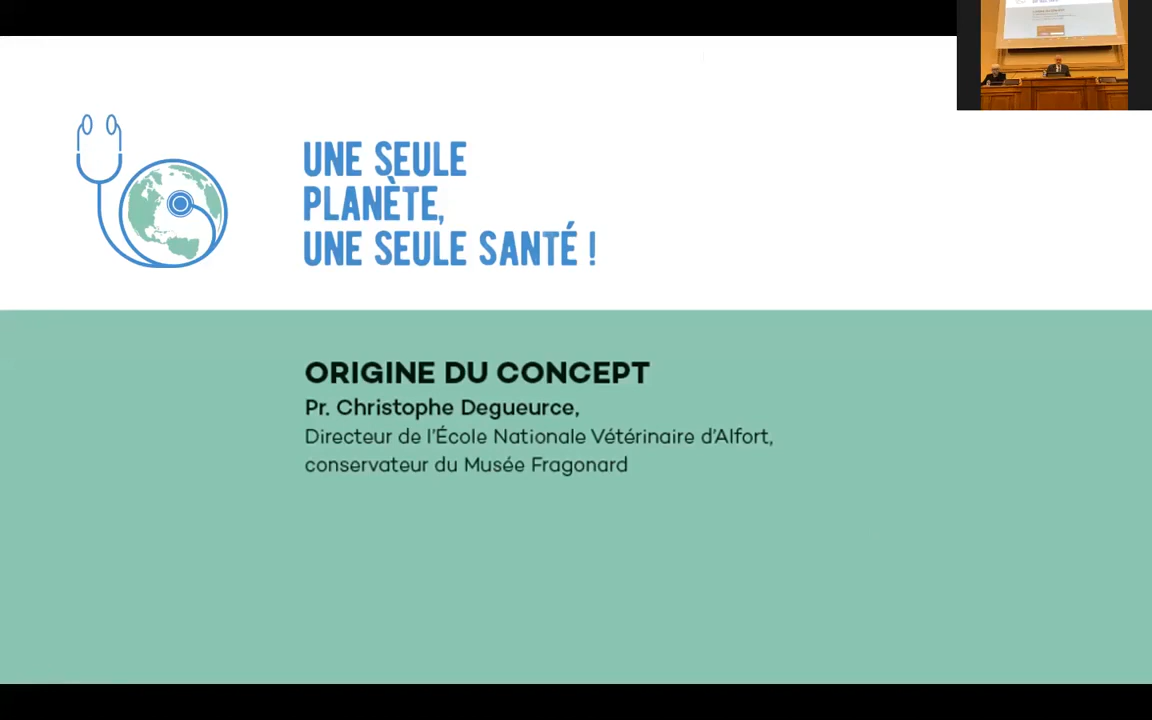 UNE SEULE
PLANÈTE,
UNE SEULE SANTÉ !
ORIGINE DU CONCEPT
Pr. Christophe Degueurce,
Directeur de l'École Nationale Vétérinaire d'Alfort,
conservateur du Musée Fragonard